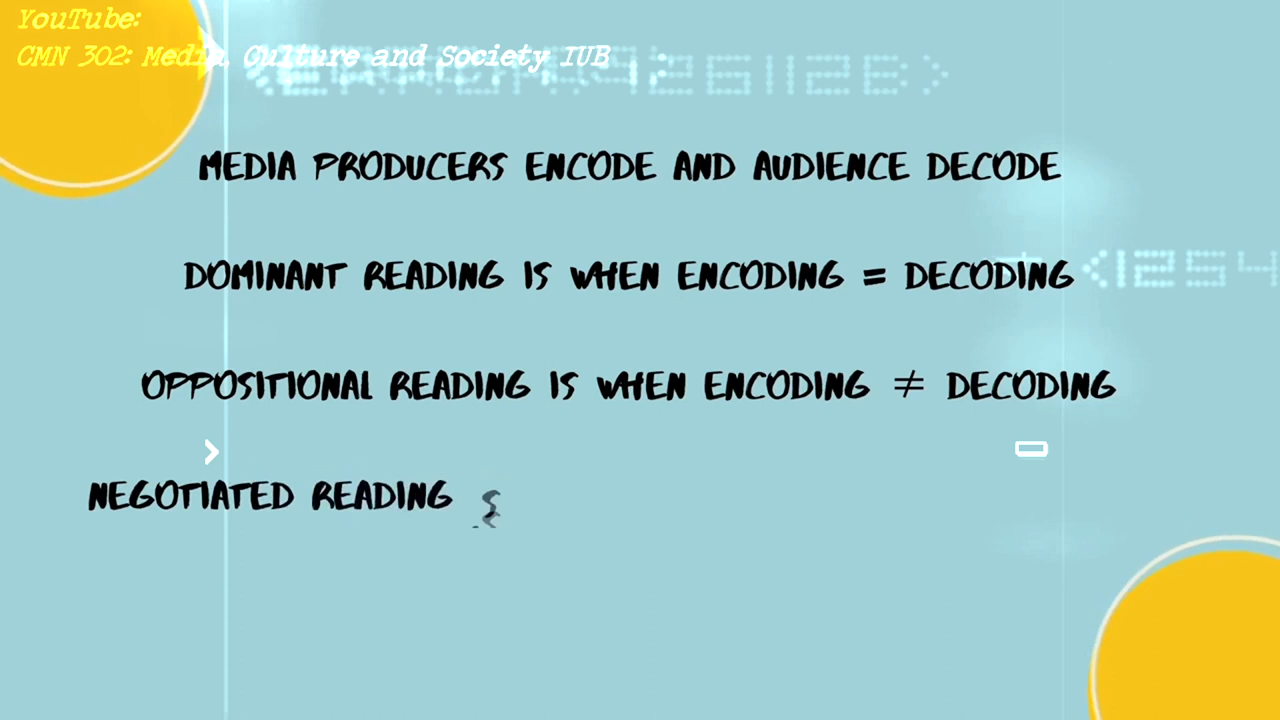 YouTube:
CMN 302: Media, Culture and Society IUB
MEDIA PRODUCERS ENCODE AND AUDIENCE DECODE
DOMINANT READING IS WHEN ENCODING = DECODING
OPPOSITIONAL READING IS WHEN ENCODING ≠ DECODING
NEGOTIATED READING